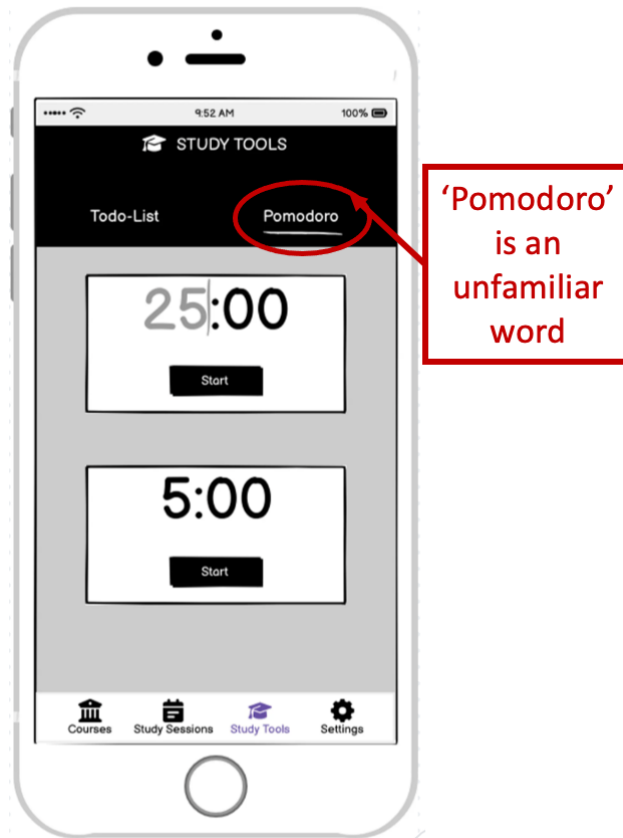 9:52 AM 100%
STUDY TOOLS
Todo-List Pomodoro
25:00
Start
5:00
Start
Courses Study Sessions Study Tools Settings
‘Pomodoro’
is an
unfamiliar
word